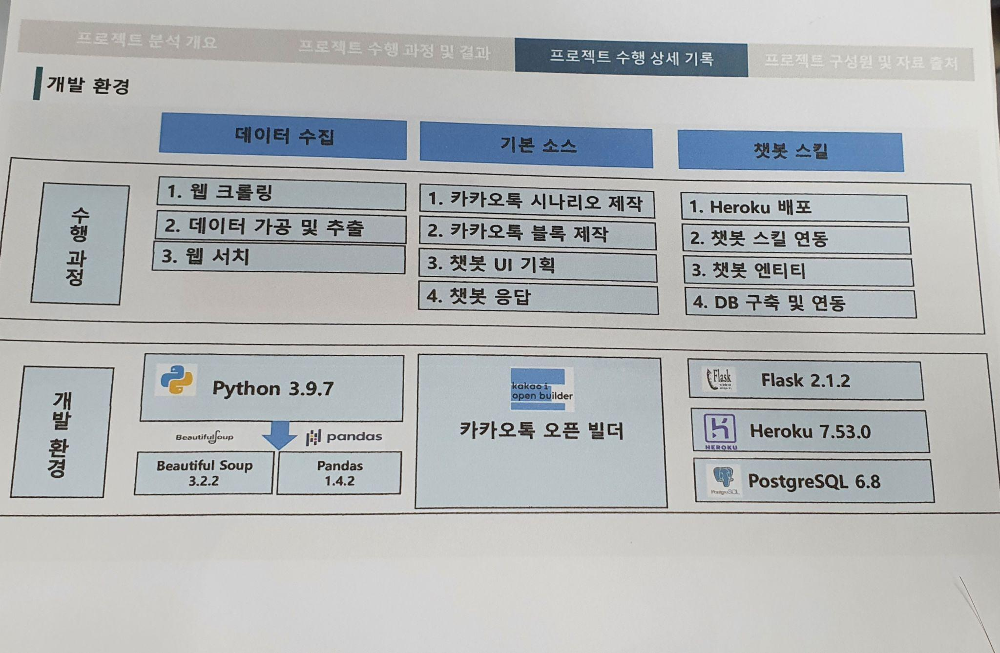 프로젝트 분석 개요
프로젝트 수행 과정 및 결과
프로젝트 수행 상세 기록
프로젝트 구성원 및 자료 출처
개발 환경
데이터 수집
기본 소스
챗봇 스킬
수행 과정
1. 웹 크롤링
2. 데이터 가공 및 추출
3. 웹 서치
1. 카카오톡 시나리오 제작
2. 카카오톡 블록 제작
3. 챗봇 UI 기획
4. 챗봇 응답
1. Heroku 배포
2. 챗봇 스킬 연동
3. 챗봇 엔티티
4. DB 구축 및 연동
개발 환경
Python 3.9.7
BeautifulSoup
pandas
Beautiful Soup
3.2.2
Pandas
1.4.2
kakao i
open builder
카카오톡 오픈 빌더
Flask
Flask 2.1.2
HEROKU
Heroku 7.53.0
PostgreSQL
PostgreSQL 6.8